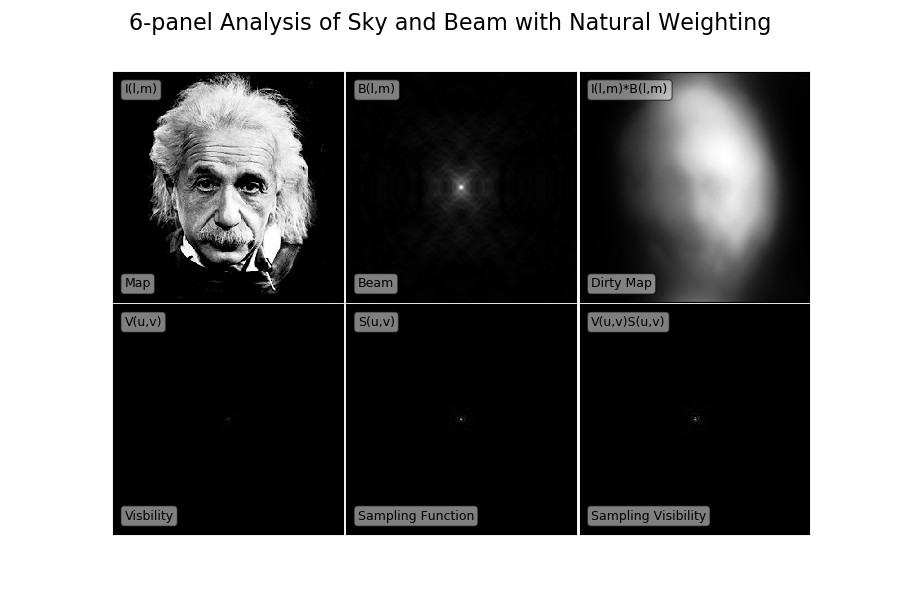 6-panel Analysis of Sky and Beam with Natural Weighting
I(l,m)
B(l,m)
I(l,m)*B(l,m)
Map
Beam
Dirty Map
V(u,v)
S(u,v)
V(u,v)S(u,v)
Visbility
Sampling Function
Sampling Visibility